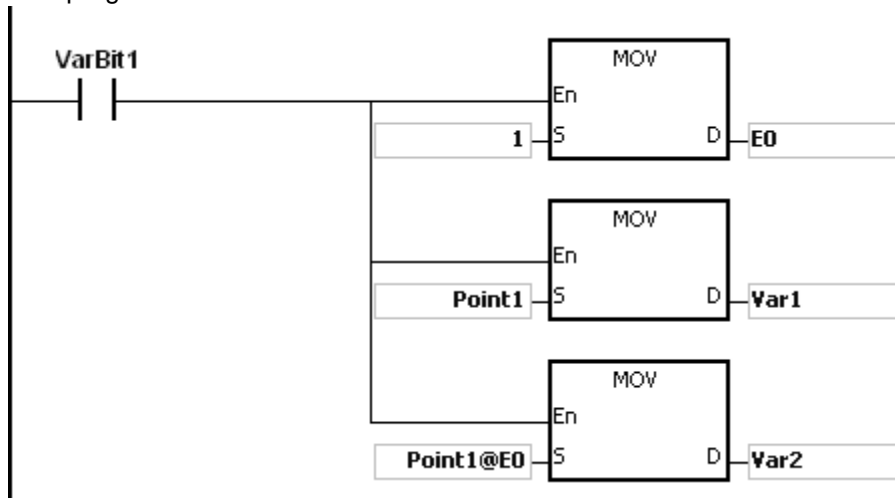 VarBit1
MOV
En
1 S D E0
MOV
En
Point1 S D Var1
MOV
En
Point1@E0 S D Var2